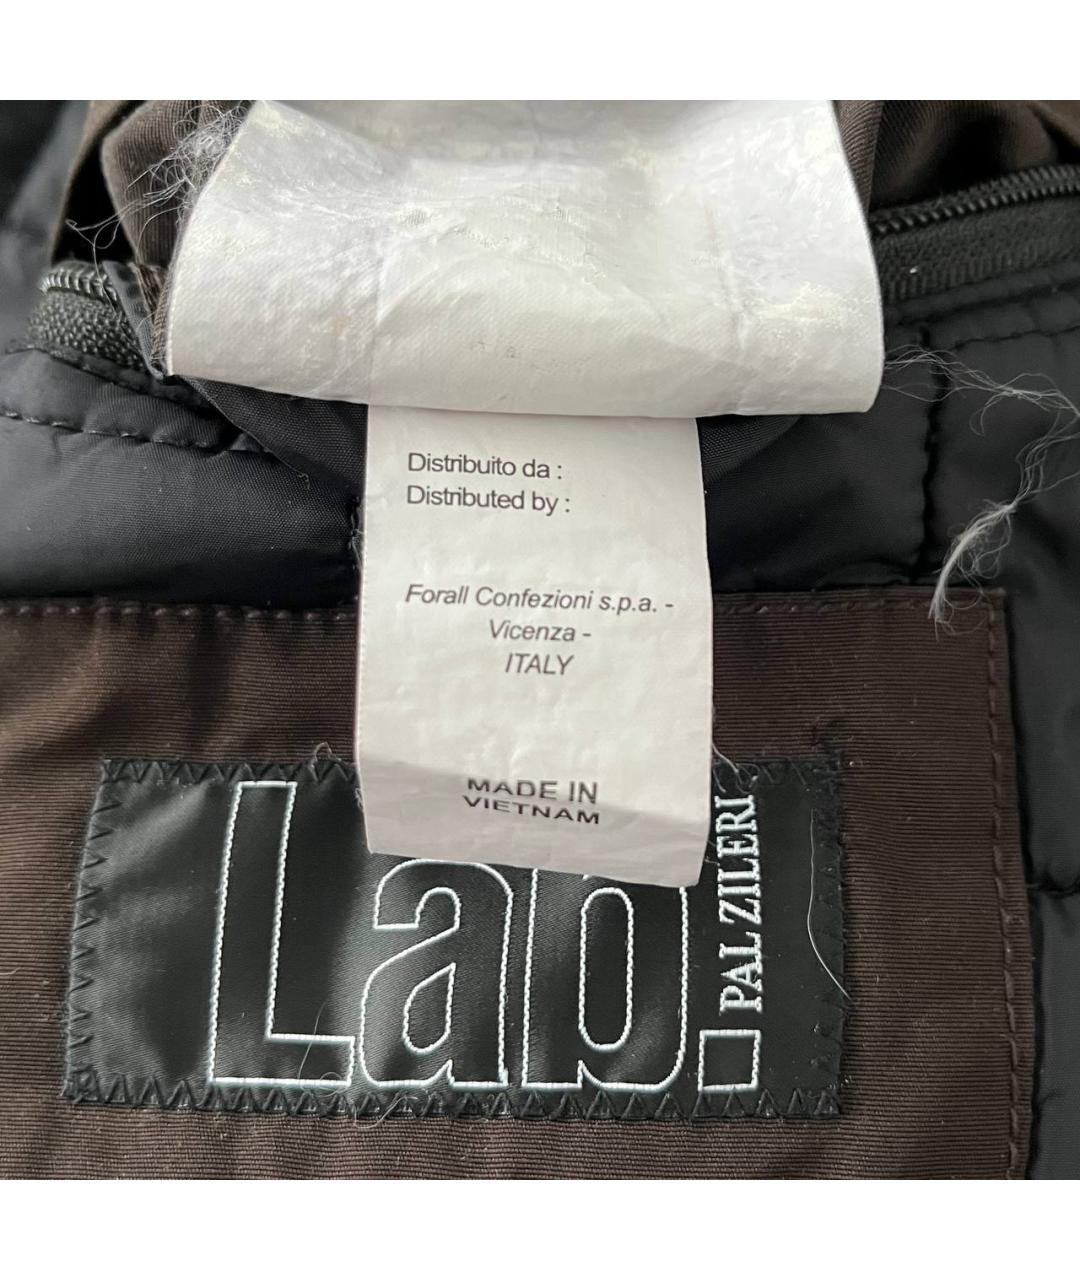 Distribuito da :
Distributed by :
Forall Confezioni s.p.a. -
Vicenza -
ITALY
MADE IN
VIETNAM
Lab.
PAL ZILERI